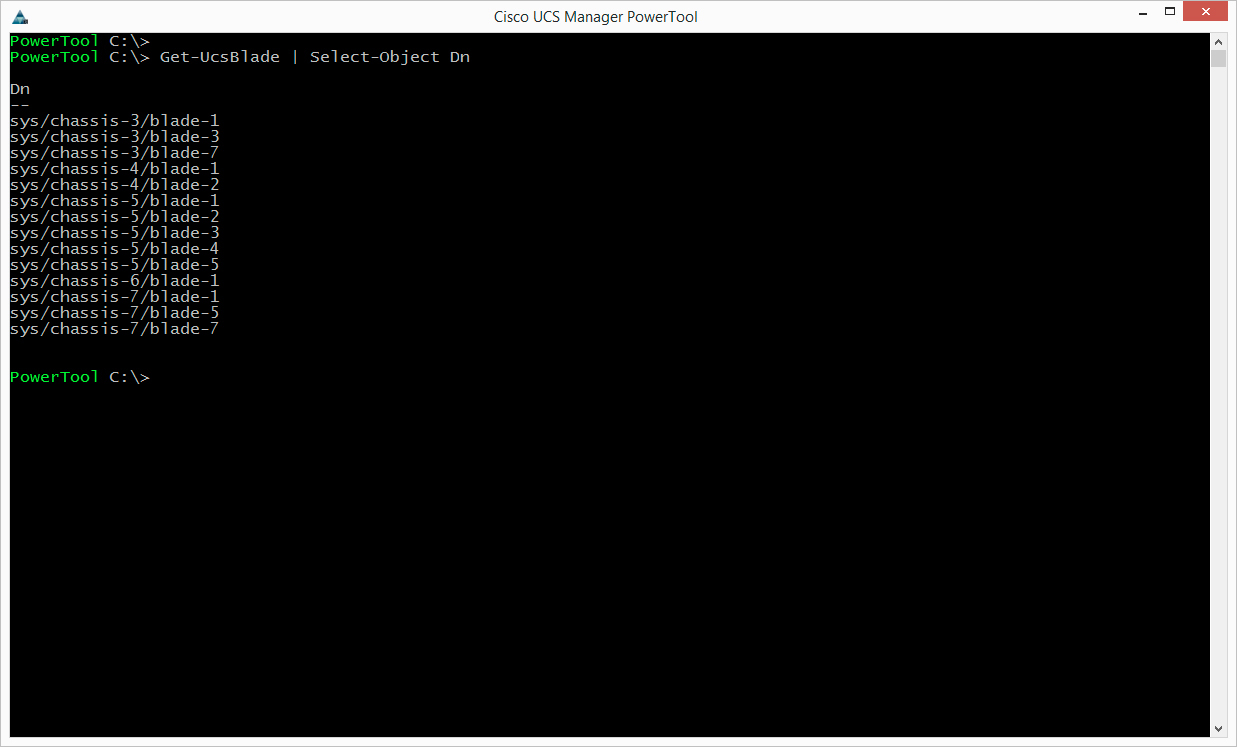 Cisco UCS Manager PowerTool
PowerTool C:\>
PowerTool C:\> Get-UcsBlade | Select-Object Dn
Dn
--
sys/chassis-3/blade-1
sys/chassis-3/blade-3
sys/chassis-3/blade-7
sys/chassis-4/blade-1
sys/chassis-4/blade-2
sys/chassis-5/blade-1
sys/chassis-5/blade-2
sys/chassis-5/blade-3
sys/chassis-5/blade-4
sys/chassis-5/blade-5
sys/chassis-6/blade-1
sys/chassis-7/blade-1
sys/chassis-7/blade-5
sys/chassis-7/blade-7
PowerTool C:\>